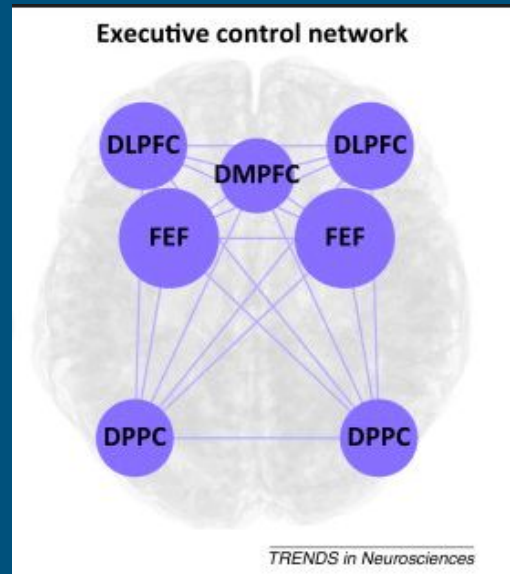 Executive control network
DLPFC DLPFC
DMPFC
FEF FEF
DPPC DPPC
TRENDS in Neurosciences